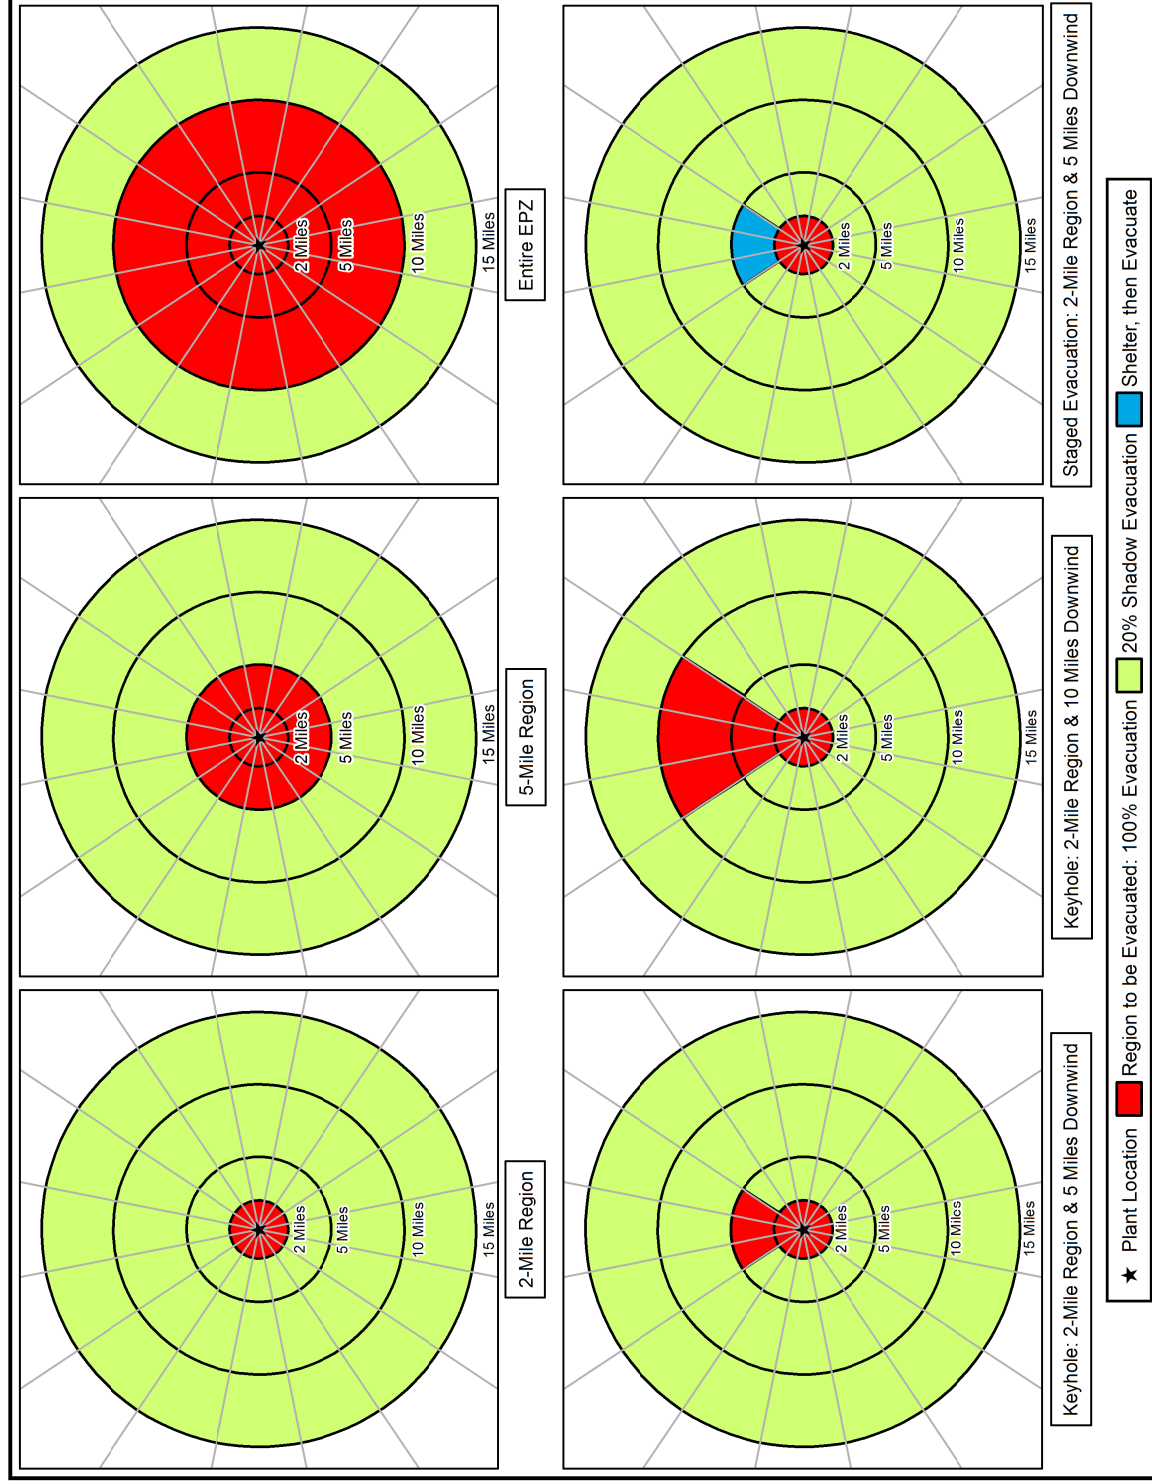 2 Miles
5 Miles
10 Miles
15 Miles
2-Mile Region
2 Miles
5 Miles
10 Miles
15 Miles
5-Mile Region
2 Miles
5 Miles
10 Miles
15 Miles
Entire EPZ
2 Miles
5 Miles
10 Miles
15 Miles
Keyhole: 2-Mile Region & 5 Miles Downwind
2 Miles
5 Miles
10 Miles
15 Miles
Keyhole: 2-Mile Region & 10 Miles Downwind
2 Miles
5 Miles
10 Miles
15 Miles
Staged Evacuation: 2-Mile Region & 5 Miles Downwind
Plant Location Region to be Evacuated: 100% Evacuation 20% Shadow Evacuation Shelter, then Evacuate